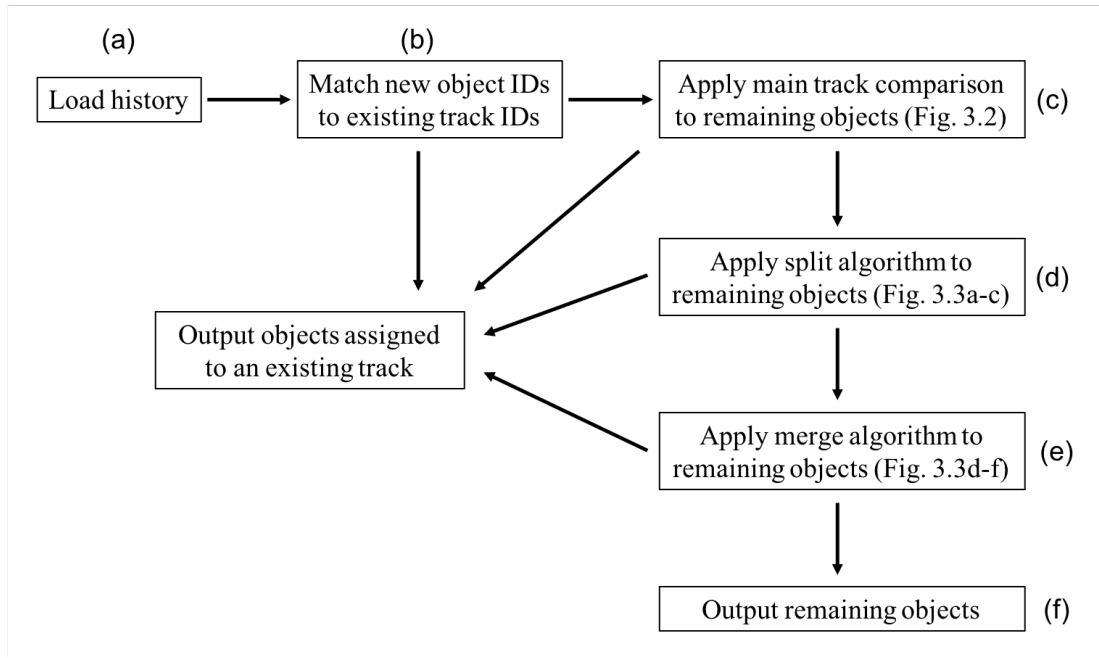 (a)
(b)
Load history
Match new object IDs
to existing track IDs
Apply main track comparison
to remaining objects (Fig. 3.2)
(c)
Apply split algorithm to
remaining objects (Fig. 3.3a-c)
(d)
Output objects assigned
to an existing track
Apply merge algorithm to
remaining objects (Fig. 3.3d-f)
(e)
Output remaining objects
(f)